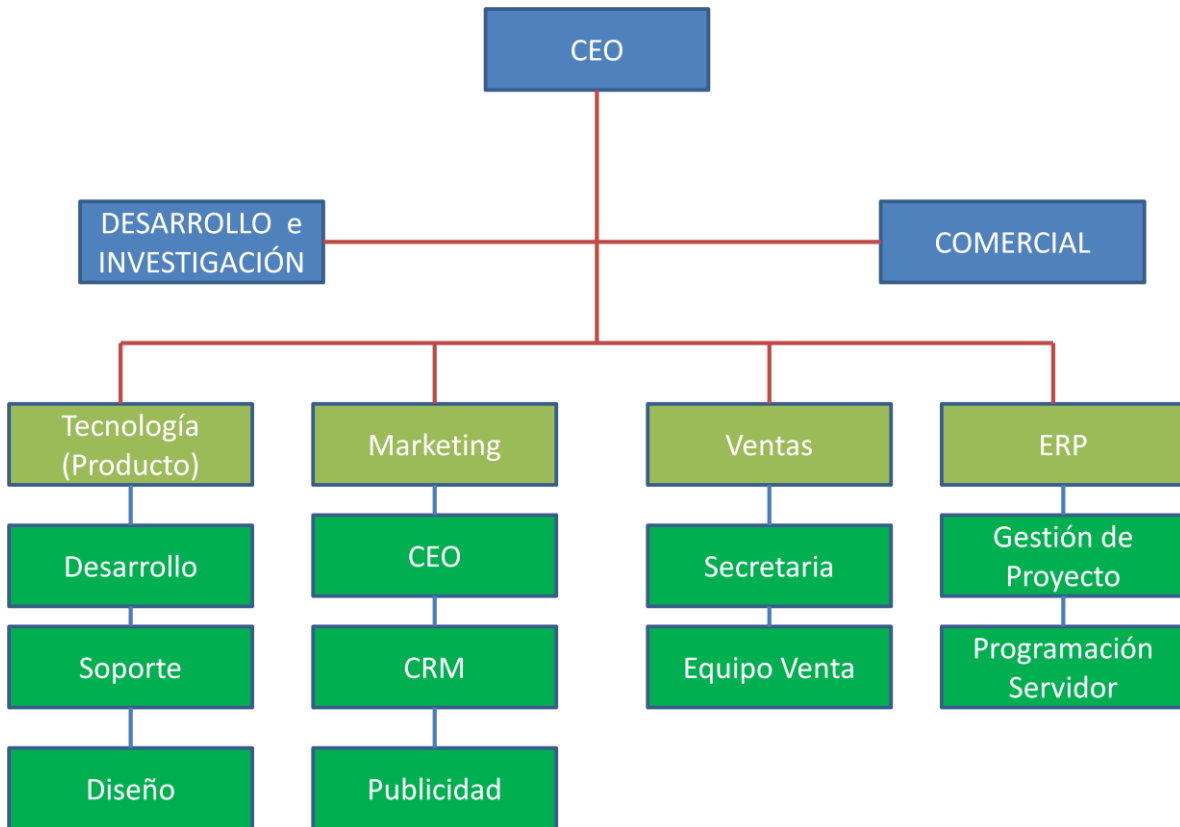 CEO
DESARROLLO e
INVESTIGACIÓN
COMERCIAL
Tecnología
(Producto)
Marketing
Ventas
ERP
Desarrollo
CEO
Secretaria
Gestión de
Proyecto
Soporte
CRM
Equipo Venta
Programación
Servidor
Diseño
Publicidad